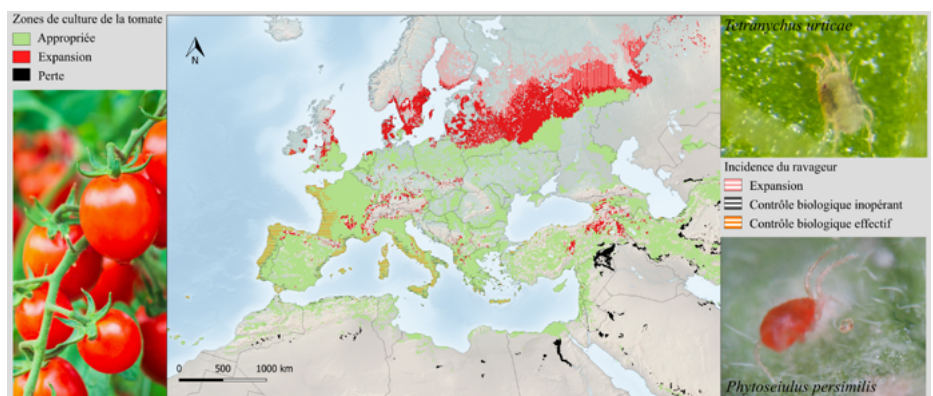 Zones de culture de la tomate
Appropriée
Expansion
Perte
N
0 500 1000 km
Tetranychus urticae
Incidence du ravageur
Expansion
Contrôle biologique inopérant
Contrôle biologique effectif
Phytoseiulus persimilis